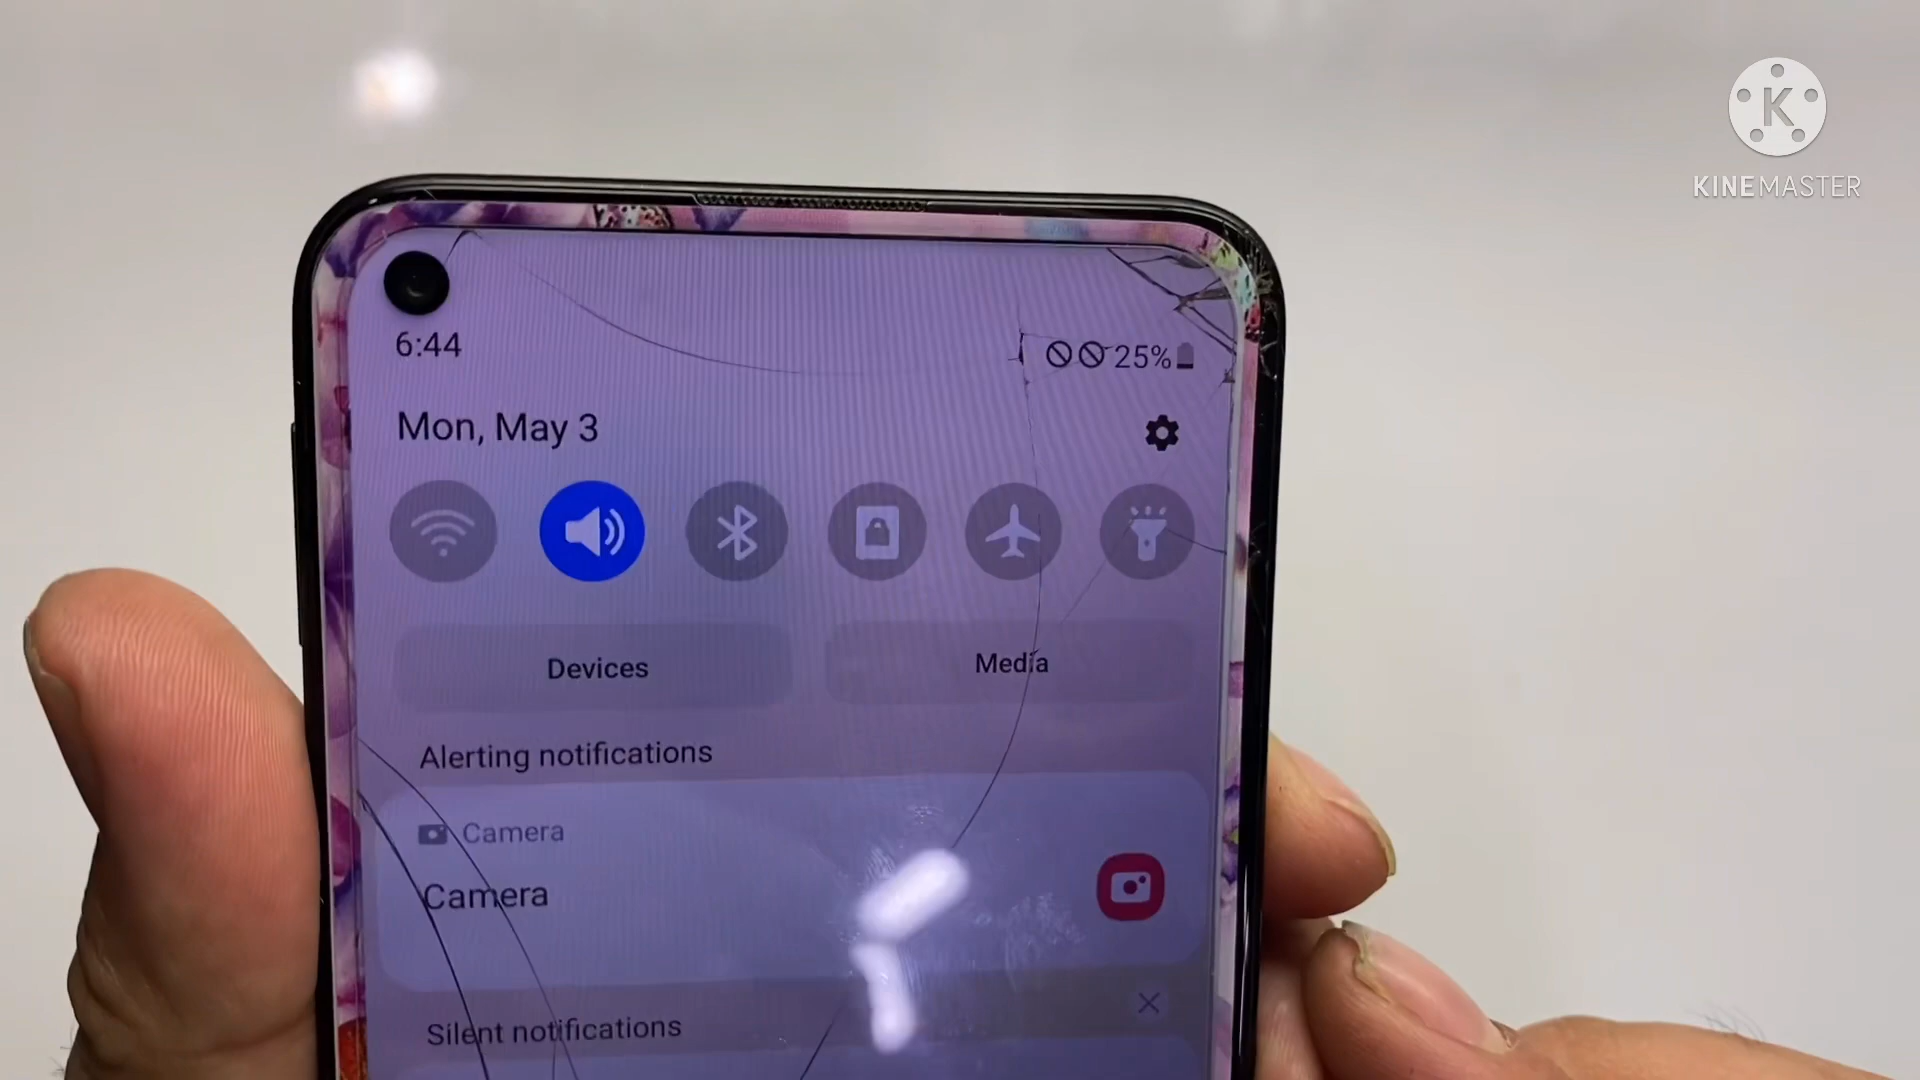 K
KINEMASTER
6:44
25%
Mon, May 3
Devices
Media
Alerting notifications
Camera
Camera
Silent notifications